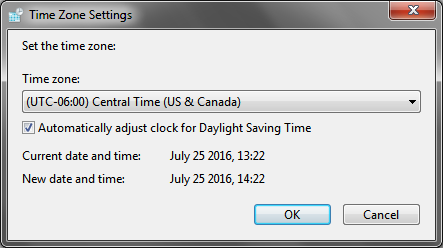 Time Zone Settings
Set the time zone:
Time zone:
(UTC-06:00) Central Time (US & Canada)
Automatically adjust clock for Daylight Saving Time
Current date and time: July 25 2016, 13:22
New date and time: July 25 2016, 14:22
OK Cancel